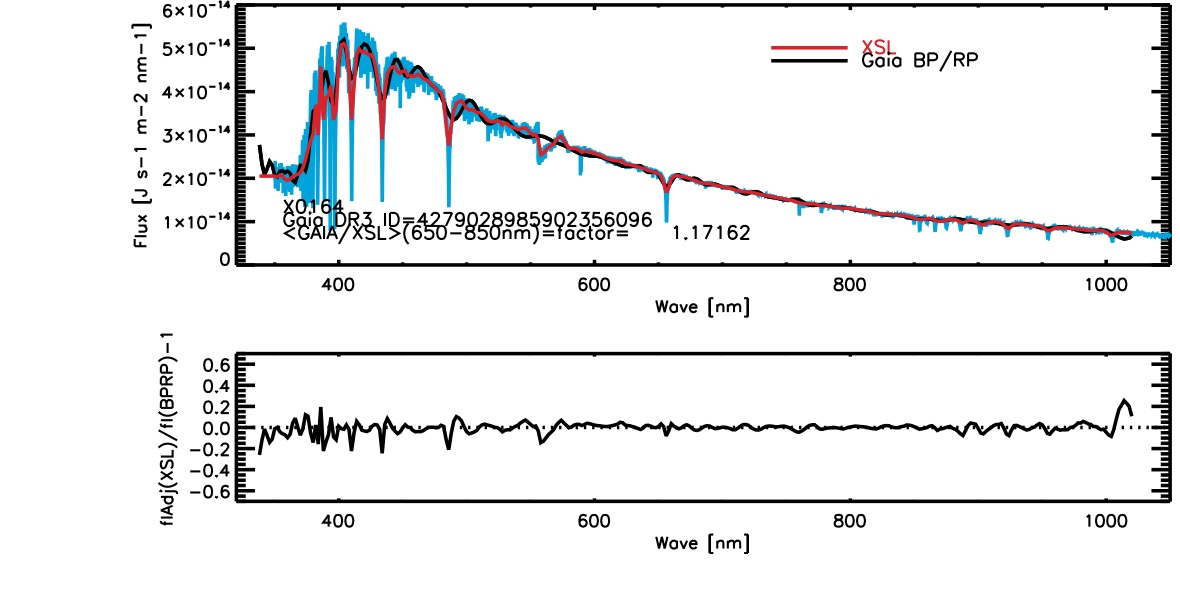 6×10⁻¹⁴
5×10⁻¹⁴
4×10⁻¹⁴
3×10⁻¹⁴
2×10⁻¹⁴
1×10⁻¹⁴
0
Flux [J s−1 m−2 nm−1]
XSL
Gaia BP/RP
X0164
Gaia DR3 ID=4279028985902356096
<GAIA/XSL>(650−850nm)=factor= 1.17162
400 600 800 1000
Wave [nm]
flAdj(XSL)/fl(BPRP)−1
0.6
0.4
0.2
0.0
−0.2
−0.4
−0.6
400 600 800 1000
Wave [nm]